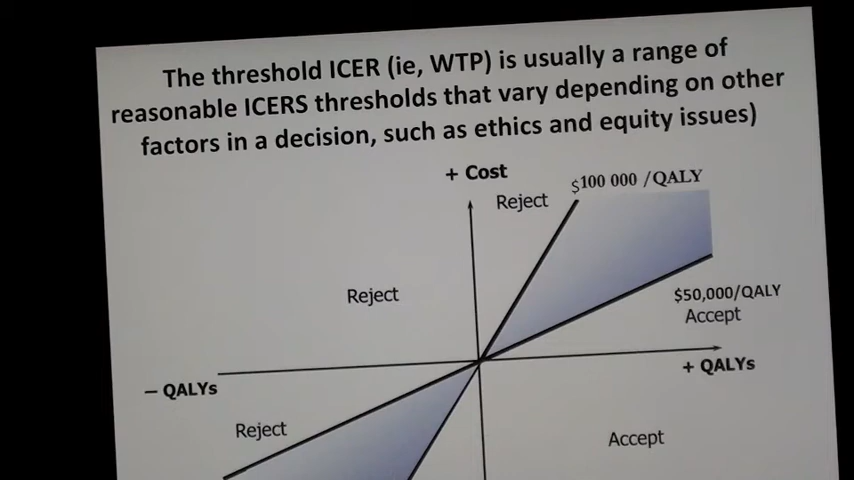 The threshold ICER (ie, WTP) is usually a range of
reasonable ICERS thresholds that vary depending on other
factors in a decision, such as ethics and equity issues)
+ Cost
Reject
$100 000 /QALY
Reject
$50,000/QALY
Accept
+ QALYs
– QALYs
Reject
Accept